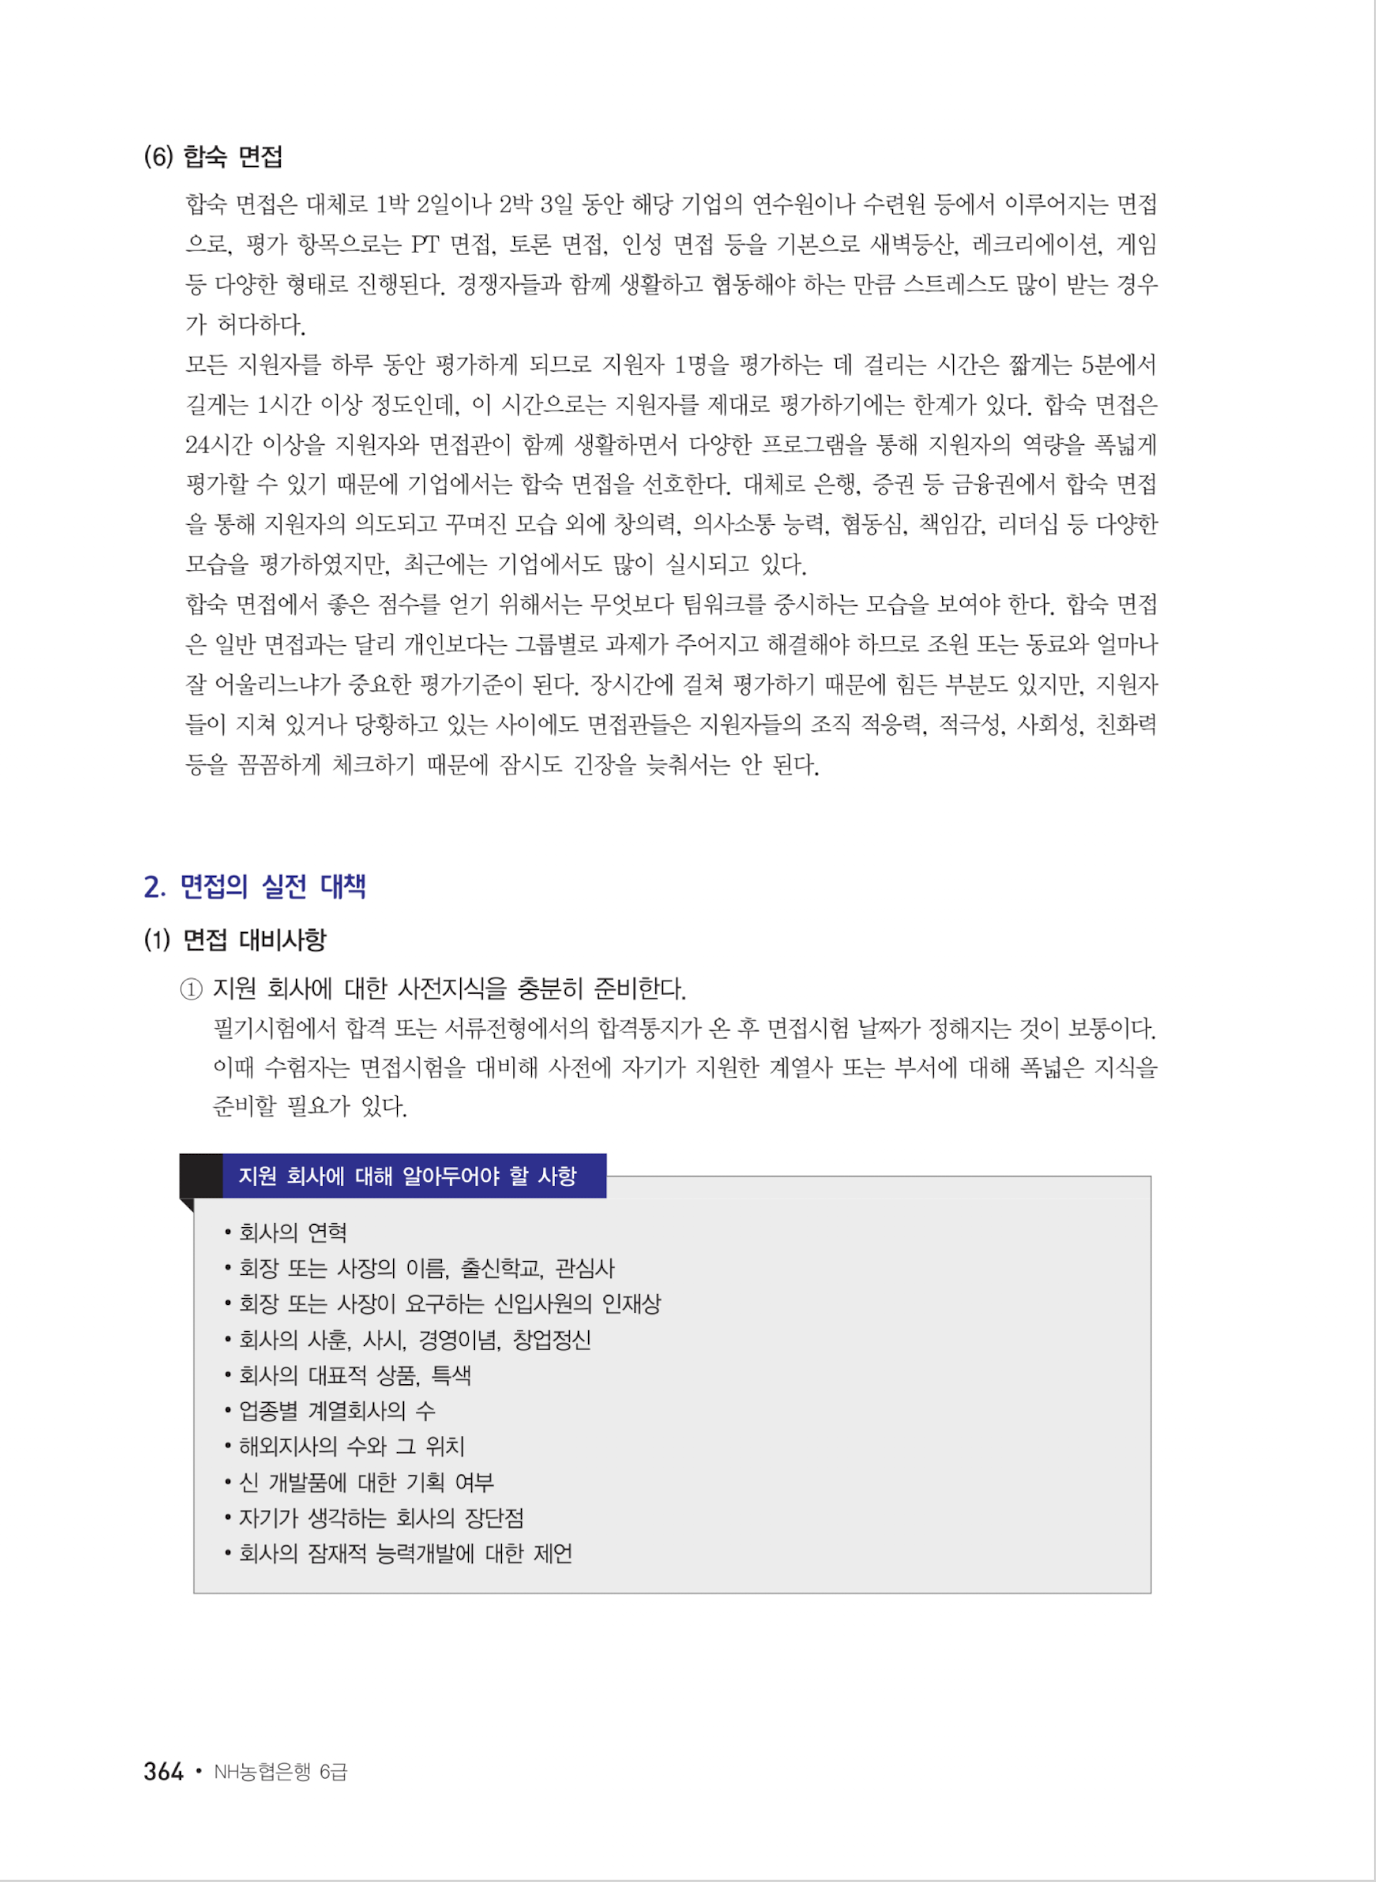 (6) 합숙 면접
합숙 면접은 대체로 1박 2일이나 2박 3일 동안 해당 기업의 연수원이나 수련원 등에서 이루어지는 면접
으로, 평가 항목으로는 PT 면접, 토론 면접, 인성 면접 등을 기본으로 새벽등산, 레크리에이션, 게임
등 다양한 형태로 진행된다. 경쟁자들과 함께 생활하고 협동해야 하는 만큼 스트레스도 많이 받는 경우
가 허다하다.
모든 지원자를 하루 동안 평가하게 되므로 지원자 1명을 평가하는 데 걸리는 시간은 짧게는 5분에서
길게는 1시간 이상 정도인데, 이 시간으로는 지원자를 제대로 평가하기에는 한계가 있다. 합숙 면접은
24시간 이상을 지원자와 면접관이 함께 생활하면서 다양한 프로그램을 통해 지원자의 역량을 폭넓게
평가할 수 있기 때문에 기업에서는 합숙 면접을 선호한다. 대체로 은행, 증권 등 금융권에서 합숙 면접
을 통해 지원자의 의도되고 꾸며진 모습 외에 창의력, 의사소통 능력, 협동심, 책임감, 리더십 등 다양한
모습을 평가하였지만, 최근에는 기업에서도 많이 실시되고 있다.
합숙 면접에서 좋은 점수를 얻기 위해서는 무엇보다 팀워크를 중시하는 모습을 보여야 한다. 합숙 면접
은 일반 면접과는 달리 개인보다는 그룹별로 과제가 주어지고 해결해야 하므로 조원 또는 동료와 얼마나
잘 어울리느냐가 중요한 평가기준이 된다. 장시간에 걸쳐 평가하기 때문에 힘든 부분도 있지만, 지원자
들이 지쳐 있거나 당황하고 있는 사이에도 면접관들은 지원자들의 조직 적응력, 적극성, 사회성, 친화력
등을 꼼꼼하게 체크하기 때문에 잠시도 긴장을 늦춰서는 안 된다.
2. 면접의 실전 대책
(1) 면접 대비사항
① 지원 회사에 대한 사전지식을 충분히 준비한다.
필기시험에서 합격 또는 서류전형에서의 합격통지가 온 후 면접시험 날짜가 정해지는 것이 보통이다.
이때 수험자는 면접시험을 대비해 사전에 자기가 지원한 계열사 또는 부서에 대해 폭넓은 지식을
준비할 필요가 있다.
지원 회사에 대해 알아두어야 할 사항
• 회사의 연혁
• 회장 또는 사장의 이름, 출신학교, 관심사
• 회장 또는 사장이 요구하는 신입사원의 인재상
• 회사의 사훈, 사시, 경영이념, 창업정신
• 회사의 대표적 상품, 특색
• 업종별 계열회사의 수
• 해외지사의 수와 그 위치
• 신 개발품에 대한 기획 여부
• 자기가 생각하는 회사의 장단점
• 회사의 잠재적 능력개발에 대한 제언
364 • NH농협은행 6급